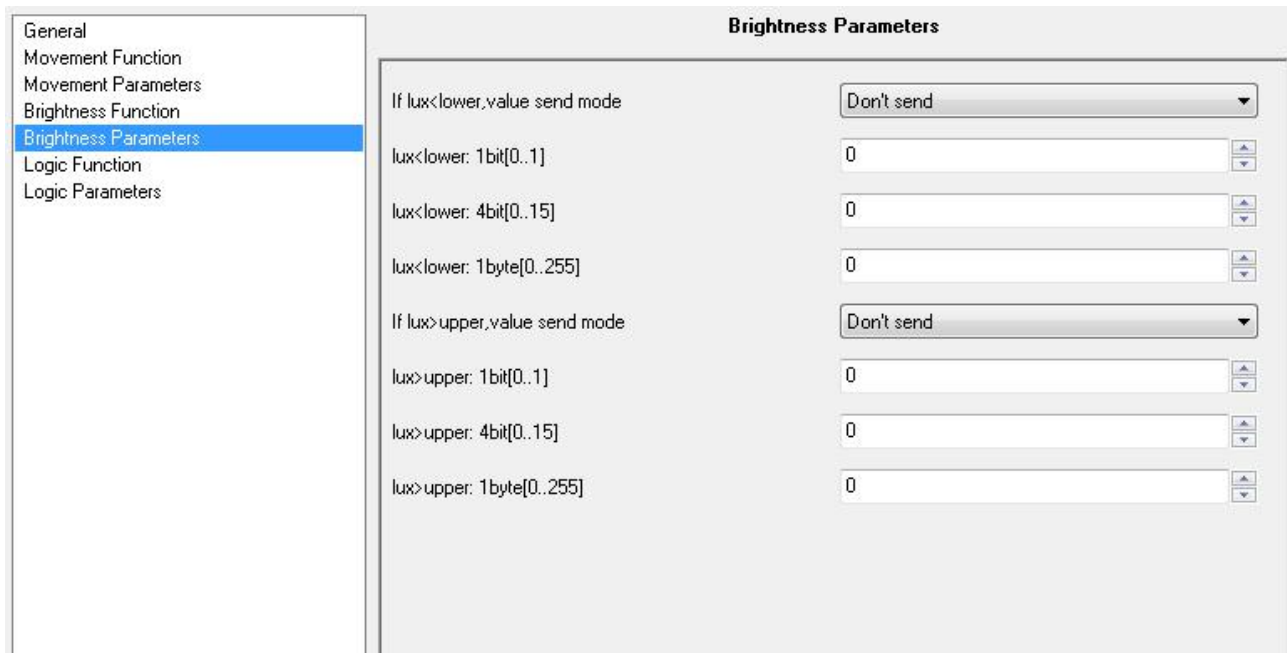 General
Movement Function
Movement Parameters
Brightness Function
Brightness Parameters
Logic Function
Logic Parameters
Brightness Parameters
If lux<lower,value send mode Don't send
lux<lower: 1bit[0..1] 0
lux<lower: 4bit[0..15] 0
lux<lower: 1byte[0..255] 0
If lux>upper,value send mode Don't send
lux>upper: 1bit[0..1] 0
lux>upper: 4bit[0..15] 0
lux>upper: 1byte[0..255] 0